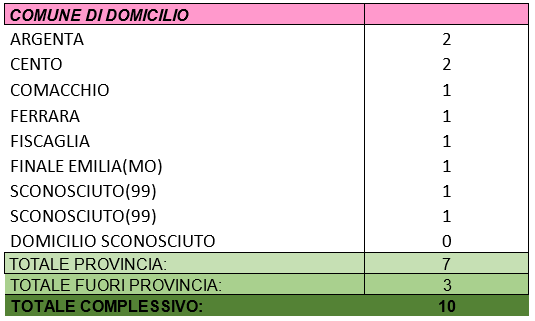 COMUNE DI DOMICILIO
ARGENTA 2
CENTO 2
COMACCHIO 1
FERRARA 1
FISCAGLIA 1
FINALE EMILIA(MO) 1
SCONOSCIUTO(99) 1
SCONOSCIUTO(99) 1
DOMICILIO SCONOSCIUTO 0
TOTALE PROVINCIA: 7
TOTALE FUORI PROVINCIA: 3
TOTALE COMPLESSIVO: 10